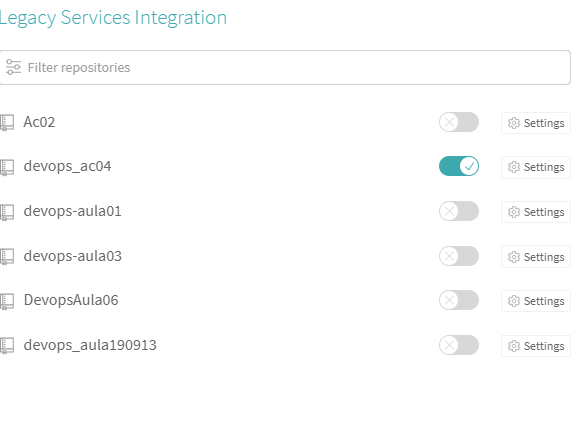 Legacy Services Integration
Filter repositories
Ac02 Settings
devops_ac04 Settings
devops-aula01 Settings
devops-aula03 Settings
DevopsAula06 Settings
devops_aula190913 Settings